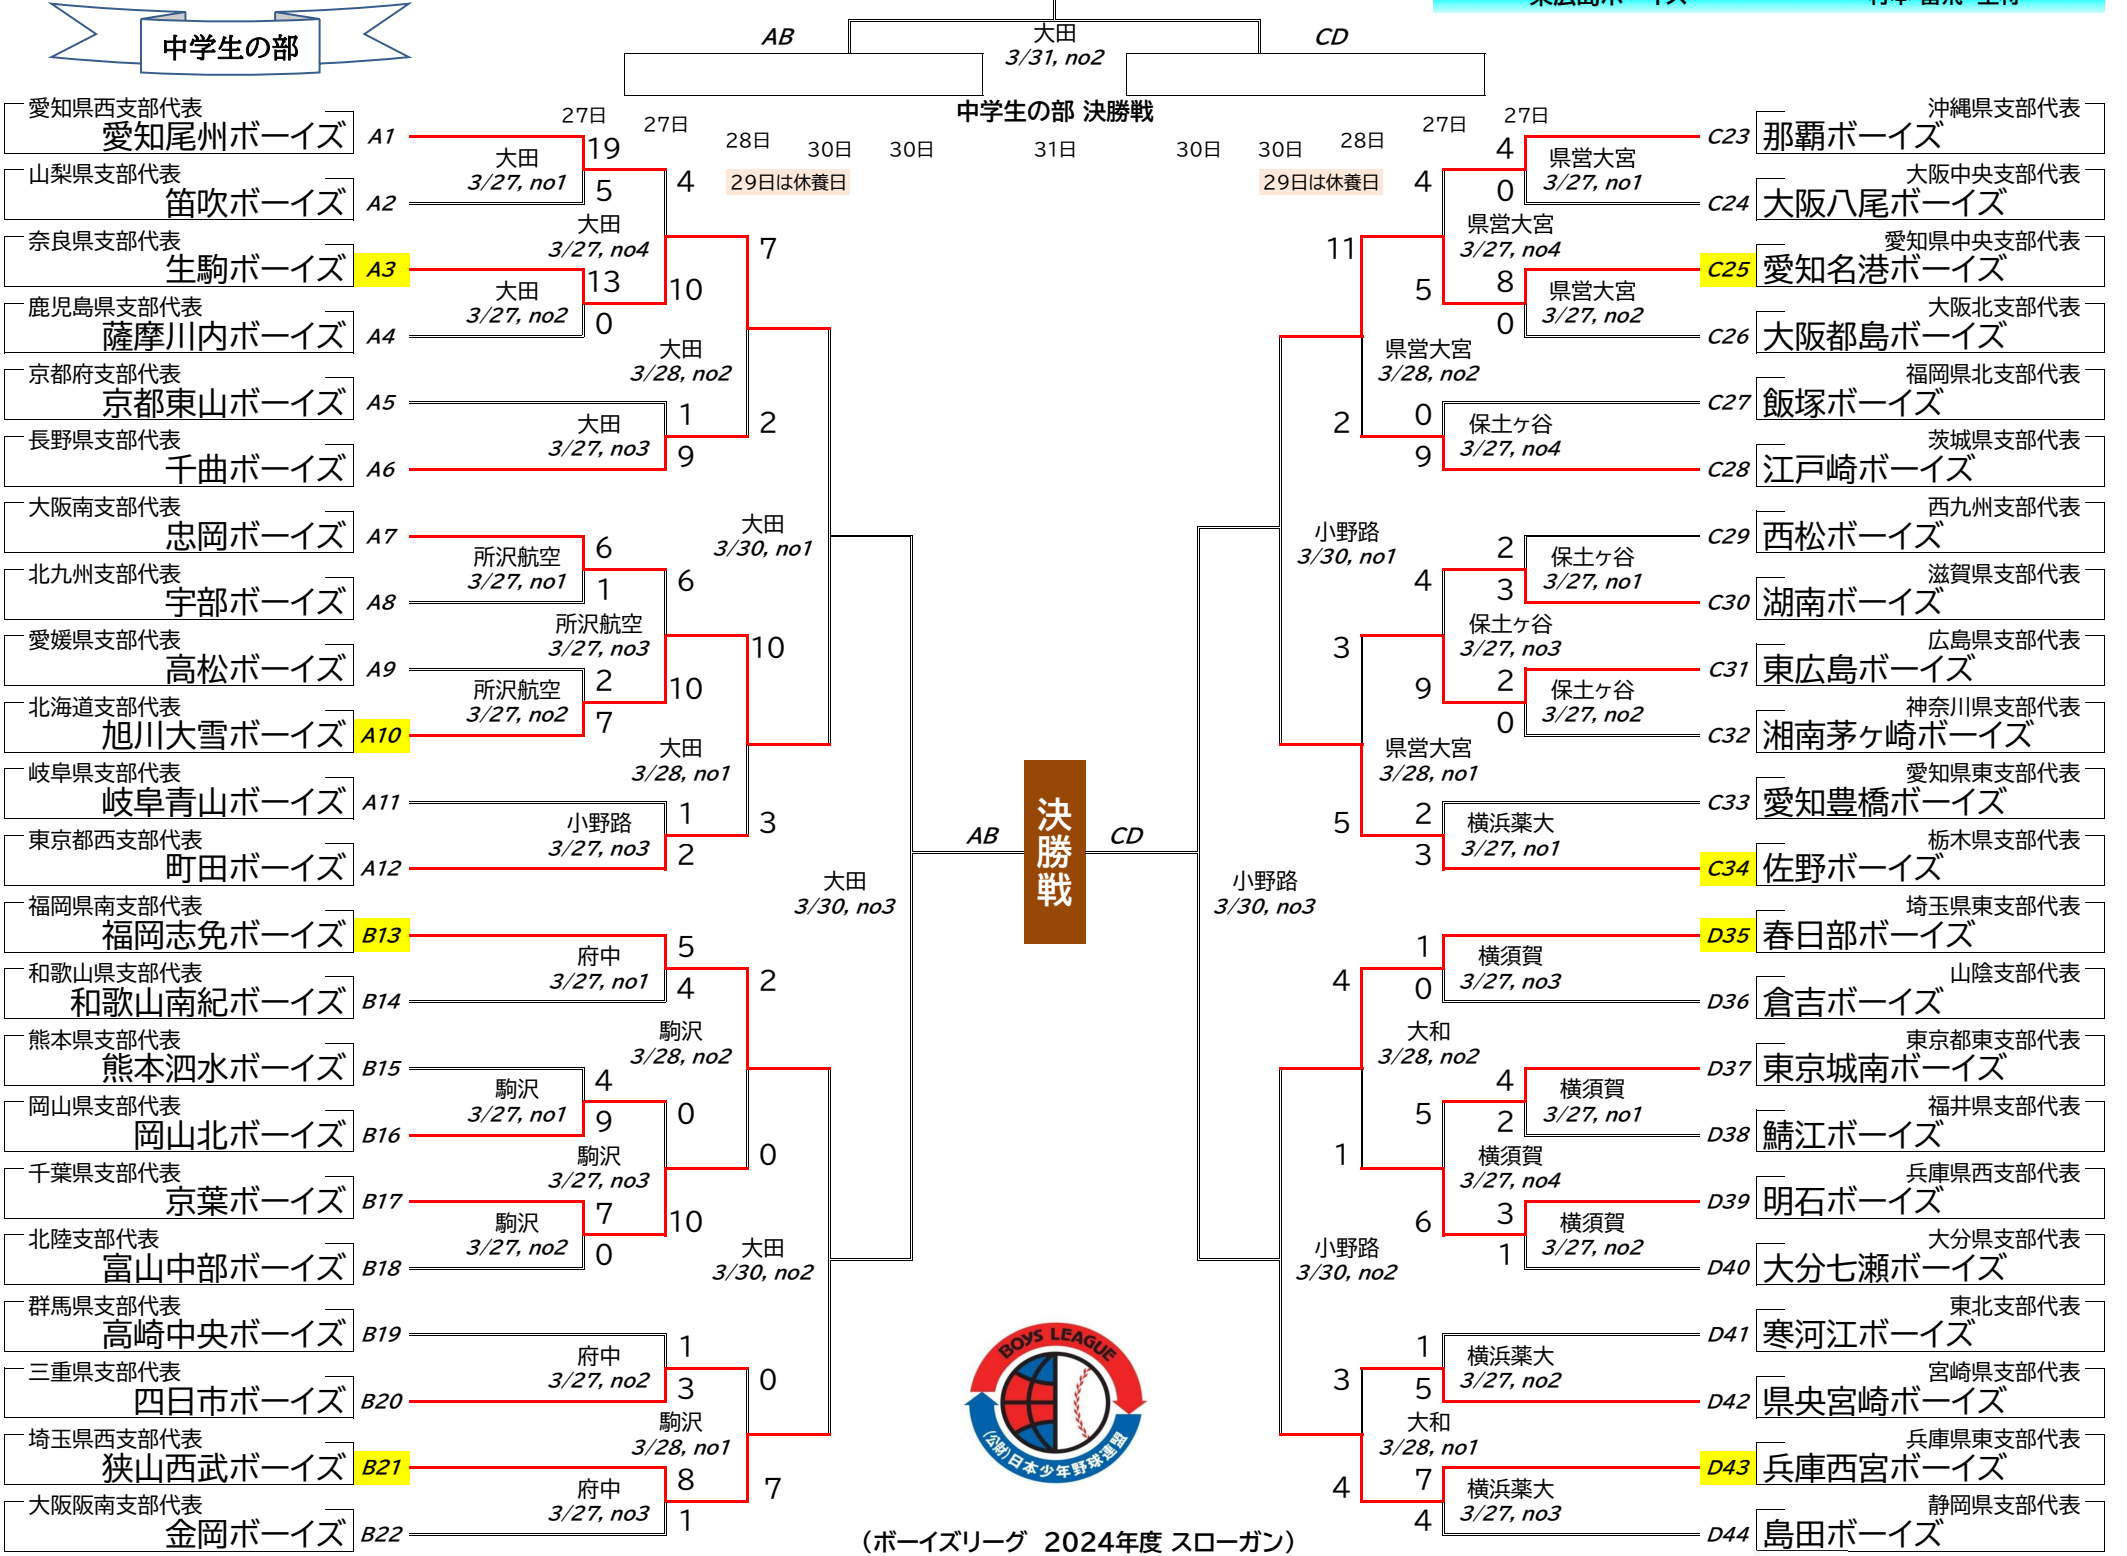 中学生の部
AB
大田
3/31, no2
CD
中学生の部 決勝戦
27日
27日
28日
30日
30日
31日
30日
30日
28日
27日
27日
29日は休養日
29日は休養日
愛知県西支部代表
愛知尾州ボーイズ
A1
19
大田
3/27, no1
山梨県支部代表
笛吹ボーイズ
A2
5
4
大田
3/27, no4
奈良県支部代表
生駒ボーイズ
A3
13
10
7
大田
3/27, no2
鹿児島県支部代表
薩摩川内ボーイズ
A4
0
大田
3/28, no2
京都府支部代表
京都東山ボーイズ
A5
1
2
大田
3/27, no3
長野県支部代表
千曲ボーイズ
A6
9
大阪南支部代表
忠岡ボーイズ
A7
6
大田
3/30, no1
所沢航空
3/27, no1
北九州支部代表
宇部ボーイズ
A8
1
6
所沢航空
3/27, no3
愛媛県支部代表
高松ボーイズ
A9
2
10
10
所沢航空
3/27, no2
北海道支部代表
旭川大雪ボーイズ
A10
7
大田
3/28, no1
岐阜県支部代表
岐阜青山ボーイズ
A11
1
3
小野路
3/27, no3
東京都西支部代表
町田ボーイズ
A12
2
大田
3/30, no3
福岡県南支部代表
福岡志免ボーイズ
B13
5
府中
3/27, no1
和歌山県支部代表
和歌山南紀ボーイズ
B14
4
2
駒沢
3/28, no2
熊本県支部代表
熊本泗水ボーイズ
B15
4
駒沢
3/27, no1
岡山県支部代表
岡山北ボーイズ
B16
9
0
0
駒沢
3/27, no3
千葉県支部代表
京葉ボーイズ
B17
7
10
駒沢
3/27, no2
北陸支部代表
富山中部ボーイズ
B18
0
大田
3/30, no2
群馬県支部代表
高崎中央ボーイズ
B19
1
府中
3/27, no2
三重県支部代表
四日市ボーイズ
B20
3
0
駒沢
3/28, no1
埼玉県西支部代表
狭山西武ボーイズ
B21
8
7
府中
3/27, no3
大阪阪南支部代表
金岡ボーイズ
B22
1
AB
決勝戦
CD
沖縄県支部代表
C23
那覇ボーイズ
4
県営大宮
3/27, no1
大阪中央支部代表
C24
大阪八尾ボーイズ
0
4
県営大宮
3/27, no4
愛知県中央支部代表
C25
愛知名港ボーイズ
8
5
11
県営大宮
3/27, no2
大阪北支部代表
C26
大阪都島ボーイズ
0
県営大宮
3/28, no2
福岡県北支部代表
C27
飯塚ボーイズ
0
2
保土ヶ谷
3/27, no4
茨城県支部代表
C28
江戸崎ボーイズ
9
西九州支部代表
C29
西松ボーイズ
2
小野路
3/30, no1
保土ヶ谷
3/27, no1
滋賀県支部代表
C30
湖南ボーイズ
3
4
保土ヶ谷
3/27, no3
広島県支部代表
C31
東広島ボーイズ
2
9
3
保土ヶ谷
3/27, no2
神奈川県支部代表
C32
湘南茅ヶ崎ボーイズ
0
県営大宮
3/28, no1
愛知県東支部代表
C33
愛知豊橋ボーイズ
2
5
横浜薬大
3/27, no1
栃木県支部代表
C34
佐野ボーイズ
3
小野路
3/30, no3
埼玉県東支部代表
D35
春日部ボーイズ
1
横須賀
3/27, no3
山陰支部代表
D36
倉吉ボーイズ
0
4
大和
3/28, no2
東京都東支部代表
D37
東京城南ボーイズ
4
横須賀
3/27, no1
福井県支部代表
D38
鯖江ボーイズ
2
5
1
横須賀
3/27, no4
兵庫県西支部代表
D39
明石ボーイズ
3
6
横須賀
3/27, no2
大分県支部代表
D40
大分七瀬ボーイズ
1
小野路
3/30, no2
東北支部代表
D41
寒河江ボーイズ
1
横浜薬大
3/27, no2
宮崎県支部代表
D42
県央宮崎ボーイズ
5
3
大和
3/28, no1
兵庫県東支部代表
D43
兵庫西宮ボーイズ
7
4
横浜薬大
3/27, no3
静岡県支部代表
D44
島田ボーイズ
4
BOYS LEAGUE
(公財)日本少年野球連盟
（ボーイズリーグ 2024年度 スローガン）